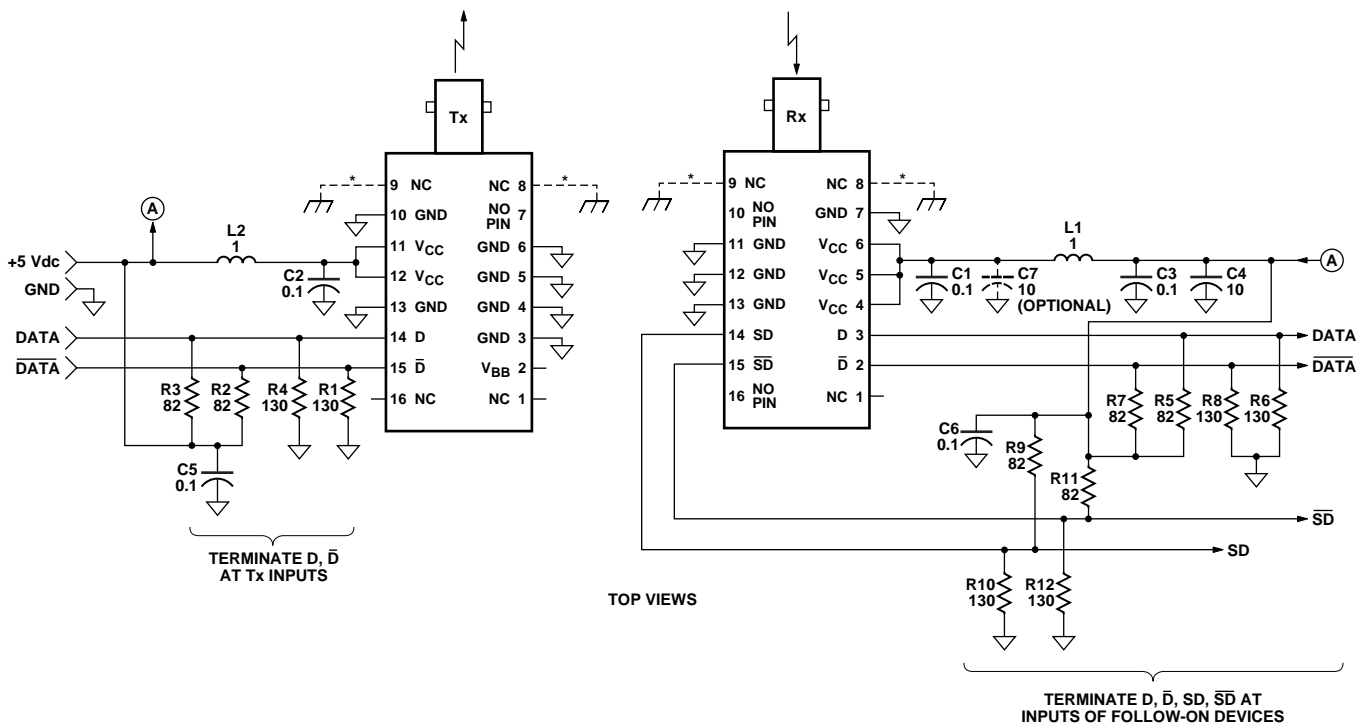 Tx
Rx
*
9 NC
NC 8
*
*
9 NC
NC 8
*
10 GND
NO
PIN 7
10 NO
PIN
GND 7
A
L2
1
11 VCC
GND 6
11 GND
VCC 6
L1
1
A
+5 Vdc
C2
0.1
12 VCC
GND 5
12 GND
VCC 5
C1
0.1
C7
10
(OPTIONAL)
C3
0.1
C4
10
GND
13 GND
GND 4
13 GND
VCC 4
DATA
14 D
GND 3
14 SD
D 3
DATA
D̅A̅T̅A̅
15 D̅
VBB 2
15 S̅D̅
D̅ 2
D̅A̅T̅A̅
R3
82
R2
82
R4
130
R1
130
16 NC
NC 1
16 NO
PIN
NC 1
R7
82
R5
82
R8
130
R6
130
C6
0.1
R9
82
R11
82
C5
0.1
S̅D̅
TERMINATE D, D̅
AT Tx INPUTS
SD
R10
130
R12
130
TOP VIEWS
TERMINATE D, D̅, SD, S̅D̅ AT
INPUTS OF FOLLOW-ON DEVICES